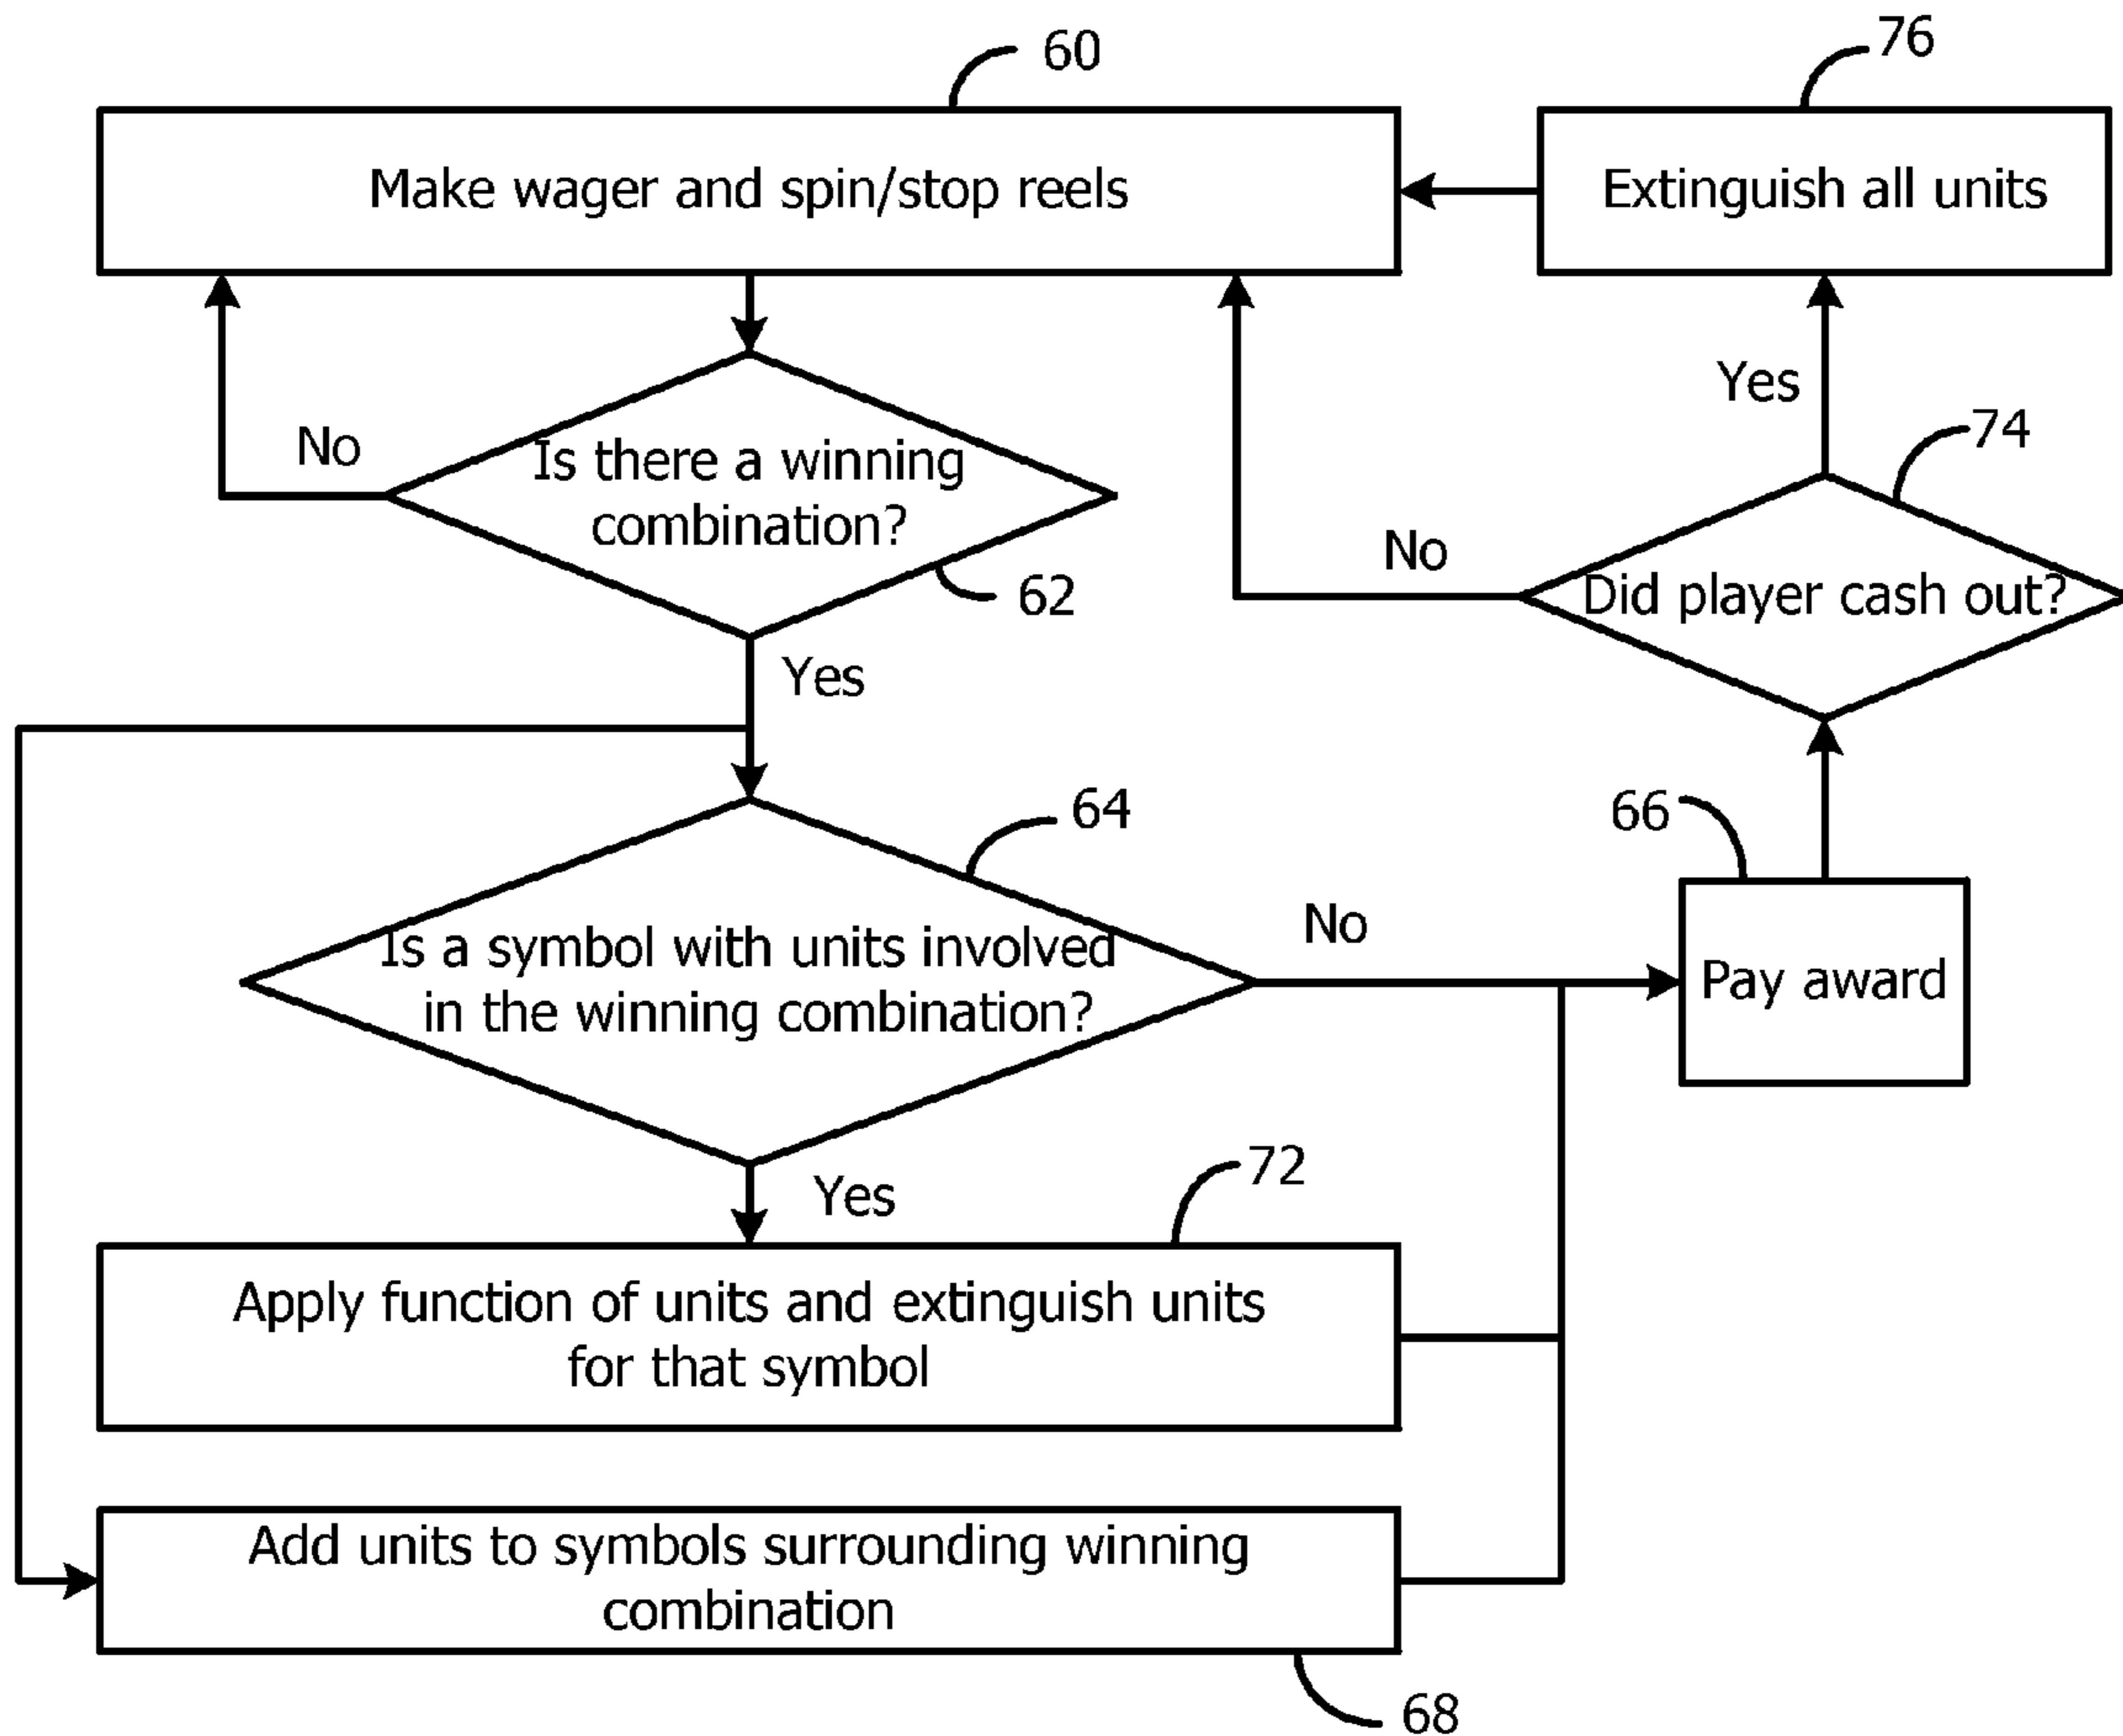 60
76
Make wager and spin/stop reels
Extinguish all units
Yes
74
No
Is there a winning
combination?
62
No
Did player cash out?
Yes
64
66
Is a symbol with units involved
in the winning combination?
No
Pay award
72
Yes
Apply function of units and extinguish units
for that symbol
Add units to symbols surrounding winning
combination
68